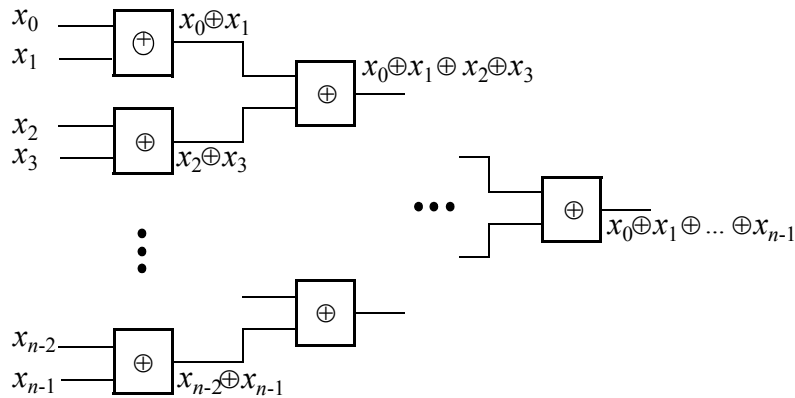 x₀
x₀⊕x₁
⊕
x₁
x₀⊕x₁⊕ x₂⊕x₃
⊕
x₂
⊕
x₃
x₂⊕x₃
•••
⊕
x₀⊕x₁⊕ ... ⊕xₙ₋₁
⊕
xₙ₋₂
⊕
xₙ₋₁
xₙ₋₂⊕xₙ₋₁